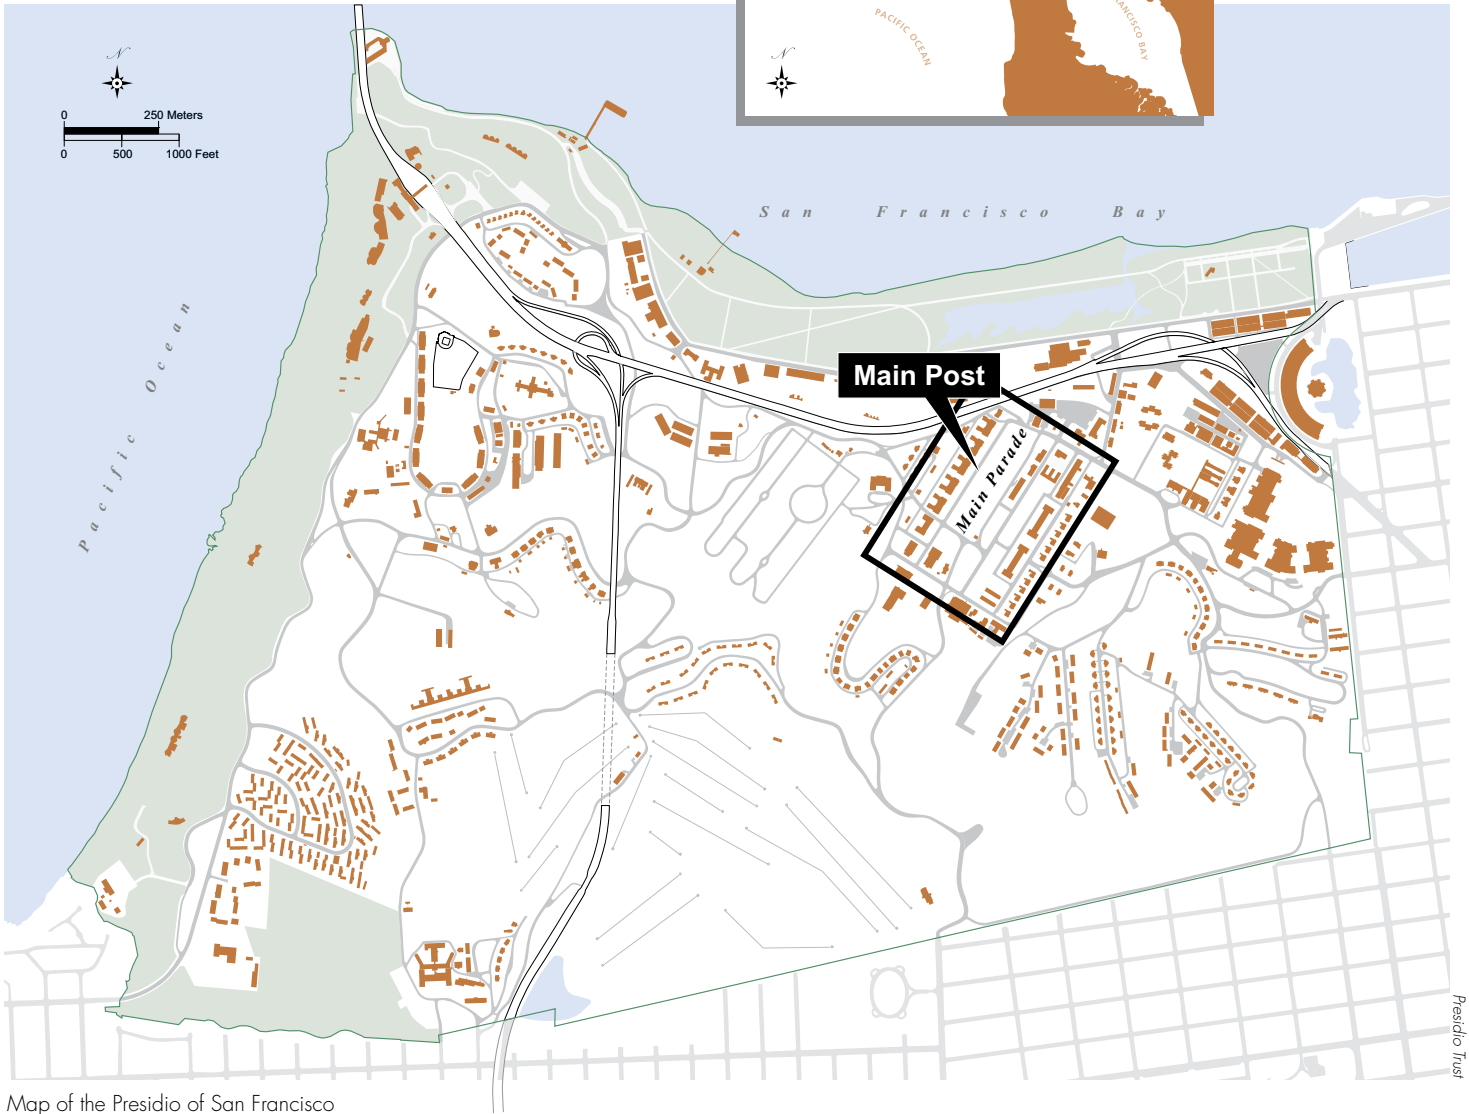 PACIFIC OCEAN
RANCISCO BAY
N
N
0 250 Meters
0 500 1000 Feet
San Francisco Bay
Pacific Ocean
Main Post
Main Parade
Presidio Trust
Map of the Presidio of San Francisco